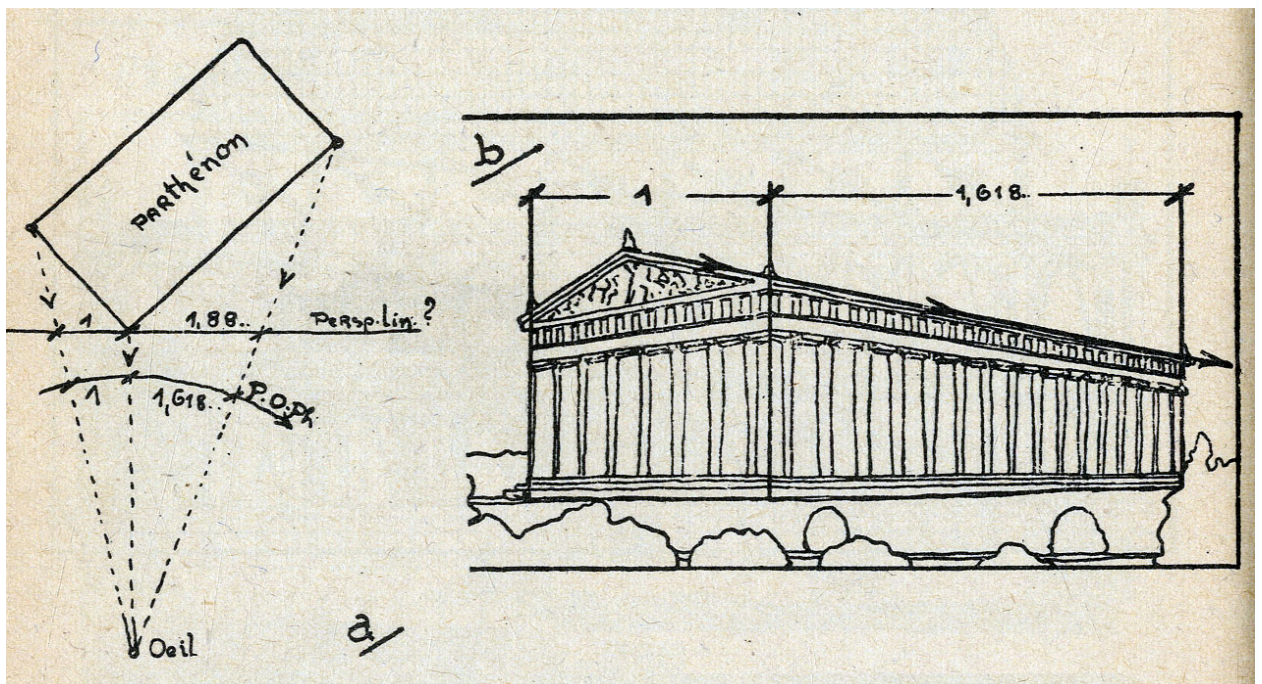 PARthénon
1
1,88..
Persp.lin.?
1
1,618..
P.O.Ph.
Oeil
a
b
1
1,618..